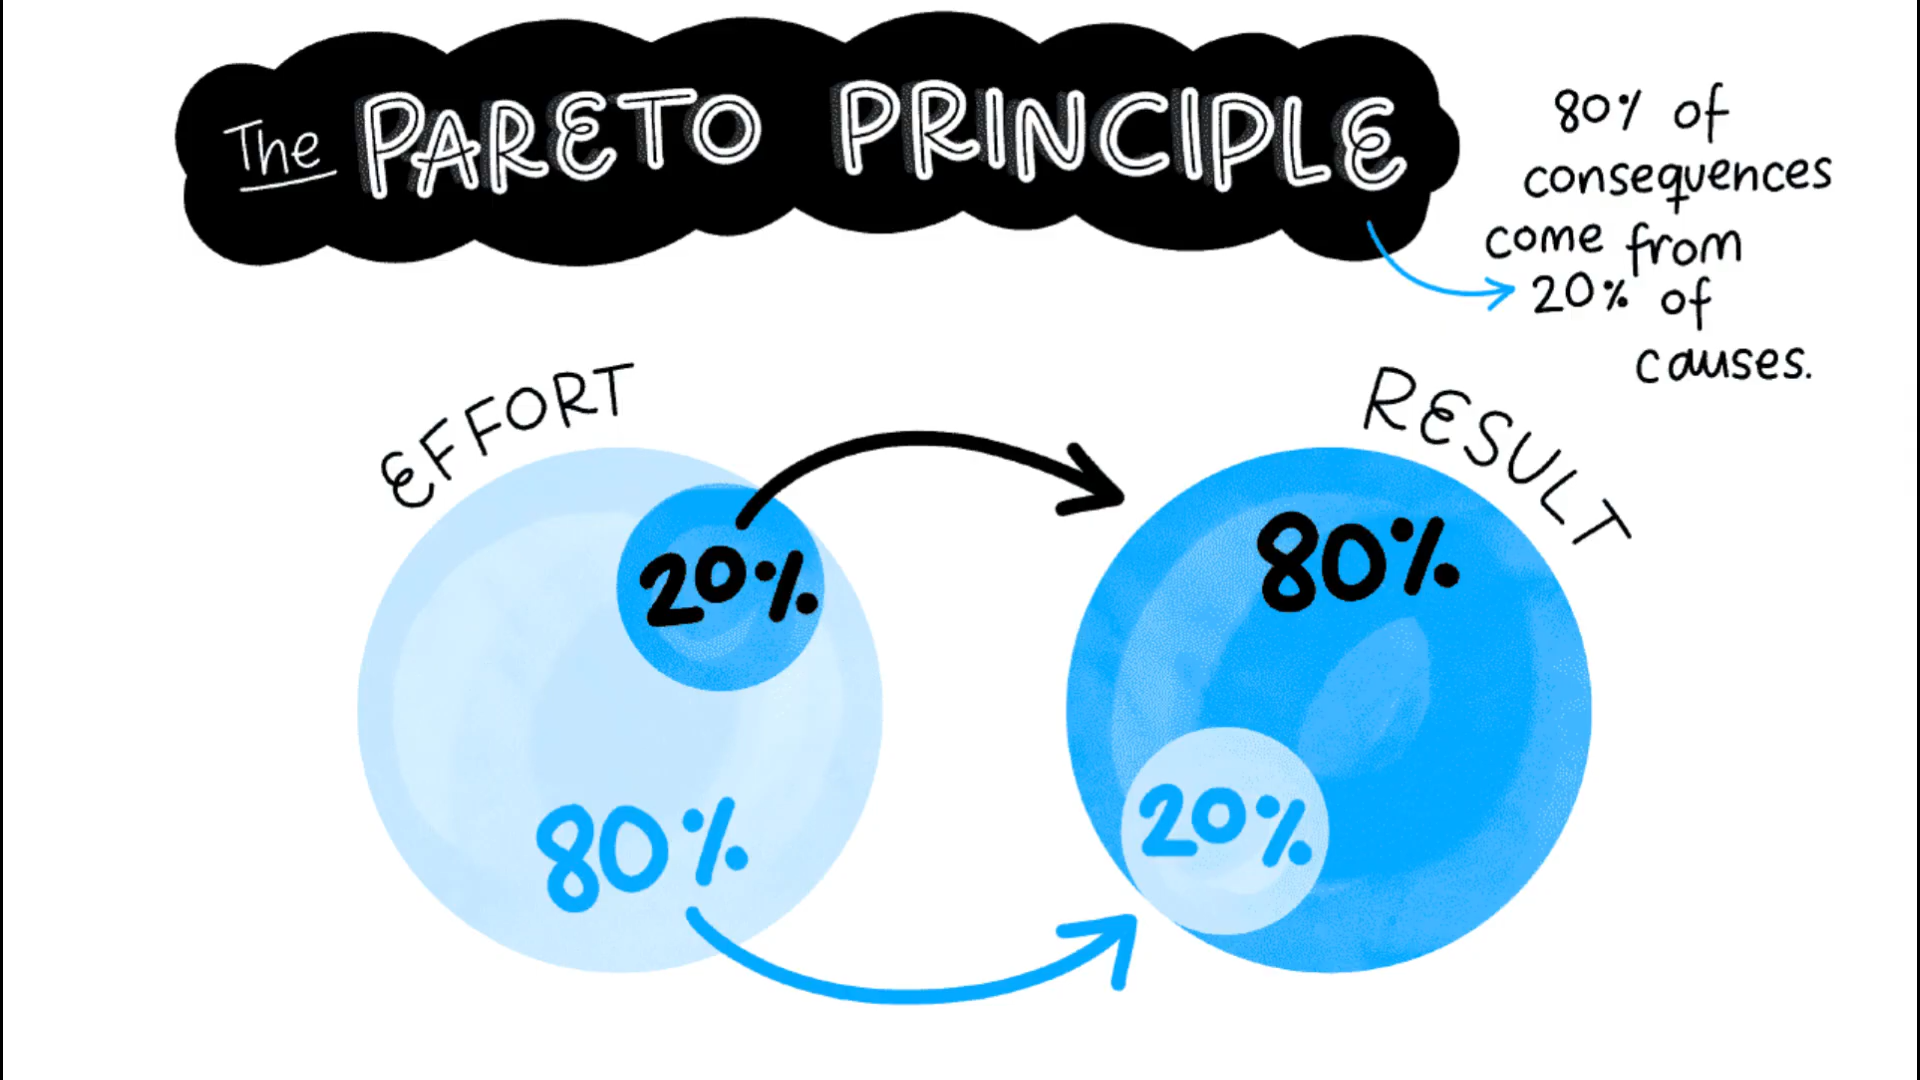 The PARETO PRINCIPLE
80% of
consequences
come from
20% of
causes.
EFFORT
RESULT
20%
80%
80%
20%